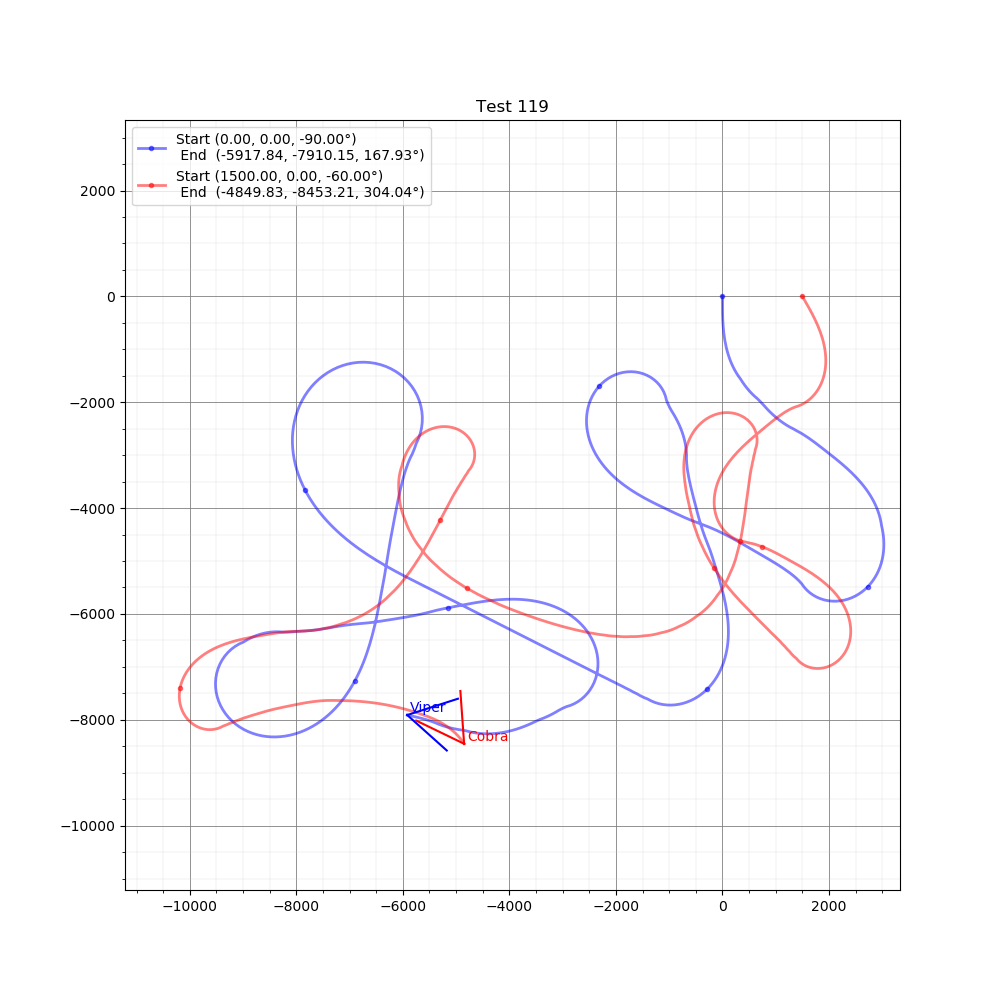 Test 119
Start (0.00, 0.00, -90.00°)
End  (-5917.84, -7910.15, 167.93°)
Start (1500.00, 0.00, -60.00°)
End  (-4849.83, -8453.21, 304.04°)
2000
0
−2000
−4000
−6000
−8000
−10000
Viper
Cobra
−10000 −8000 −6000 −4000 −2000 0 2000